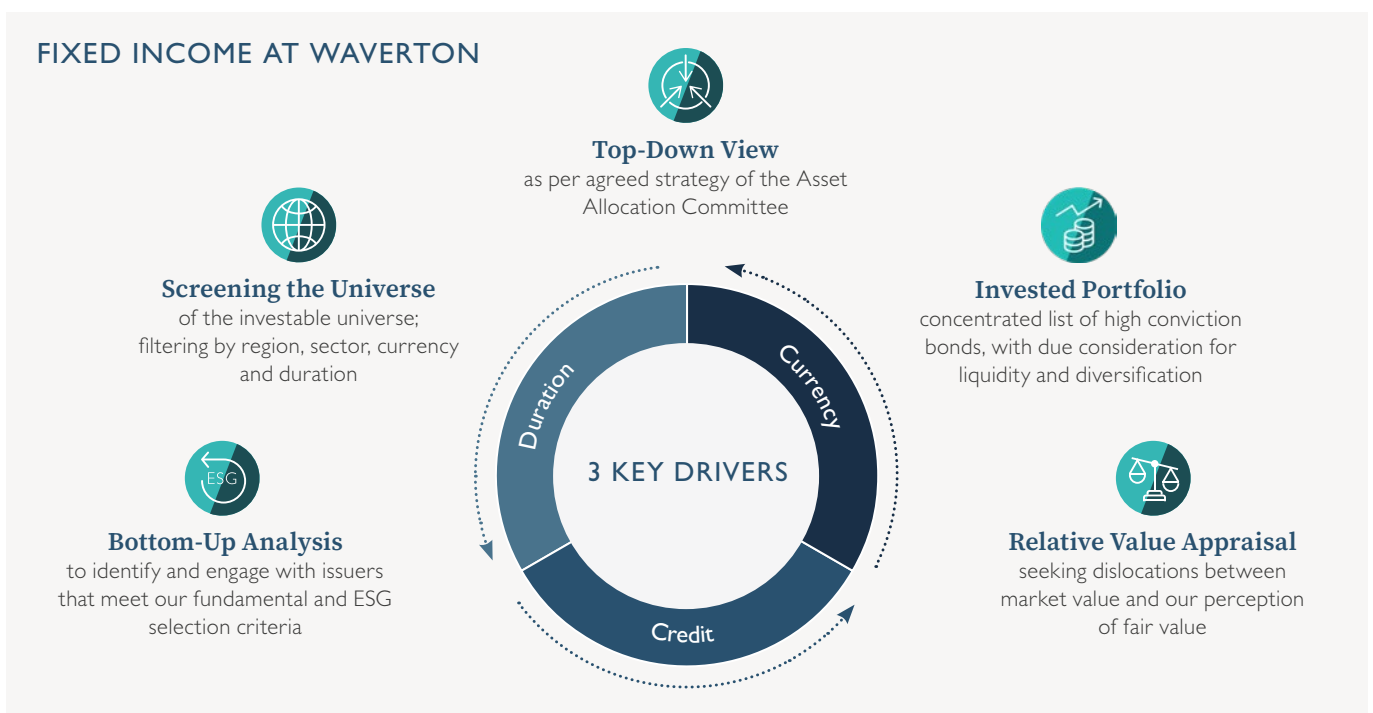 FIXED INCOME AT WAVERTON
Top-Down View
as per agreed strategy of the Asset
Allocation Committee
Screening the Universe
of the investable universe;
filtering by region, sector, currency
and duration
Invested Portfolio
concentrated list of high conviction
bonds, with due consideration for
liquidity and diversification
Duration
Currency
3 KEY DRIVERS
Credit
ESG
Bottom-Up Analysis
to identify and engage with issuers
that meet our fundamental and ESG
selection criteria
Relative Value Appraisal
seeking dislocations between
market value and our perception
of fair value